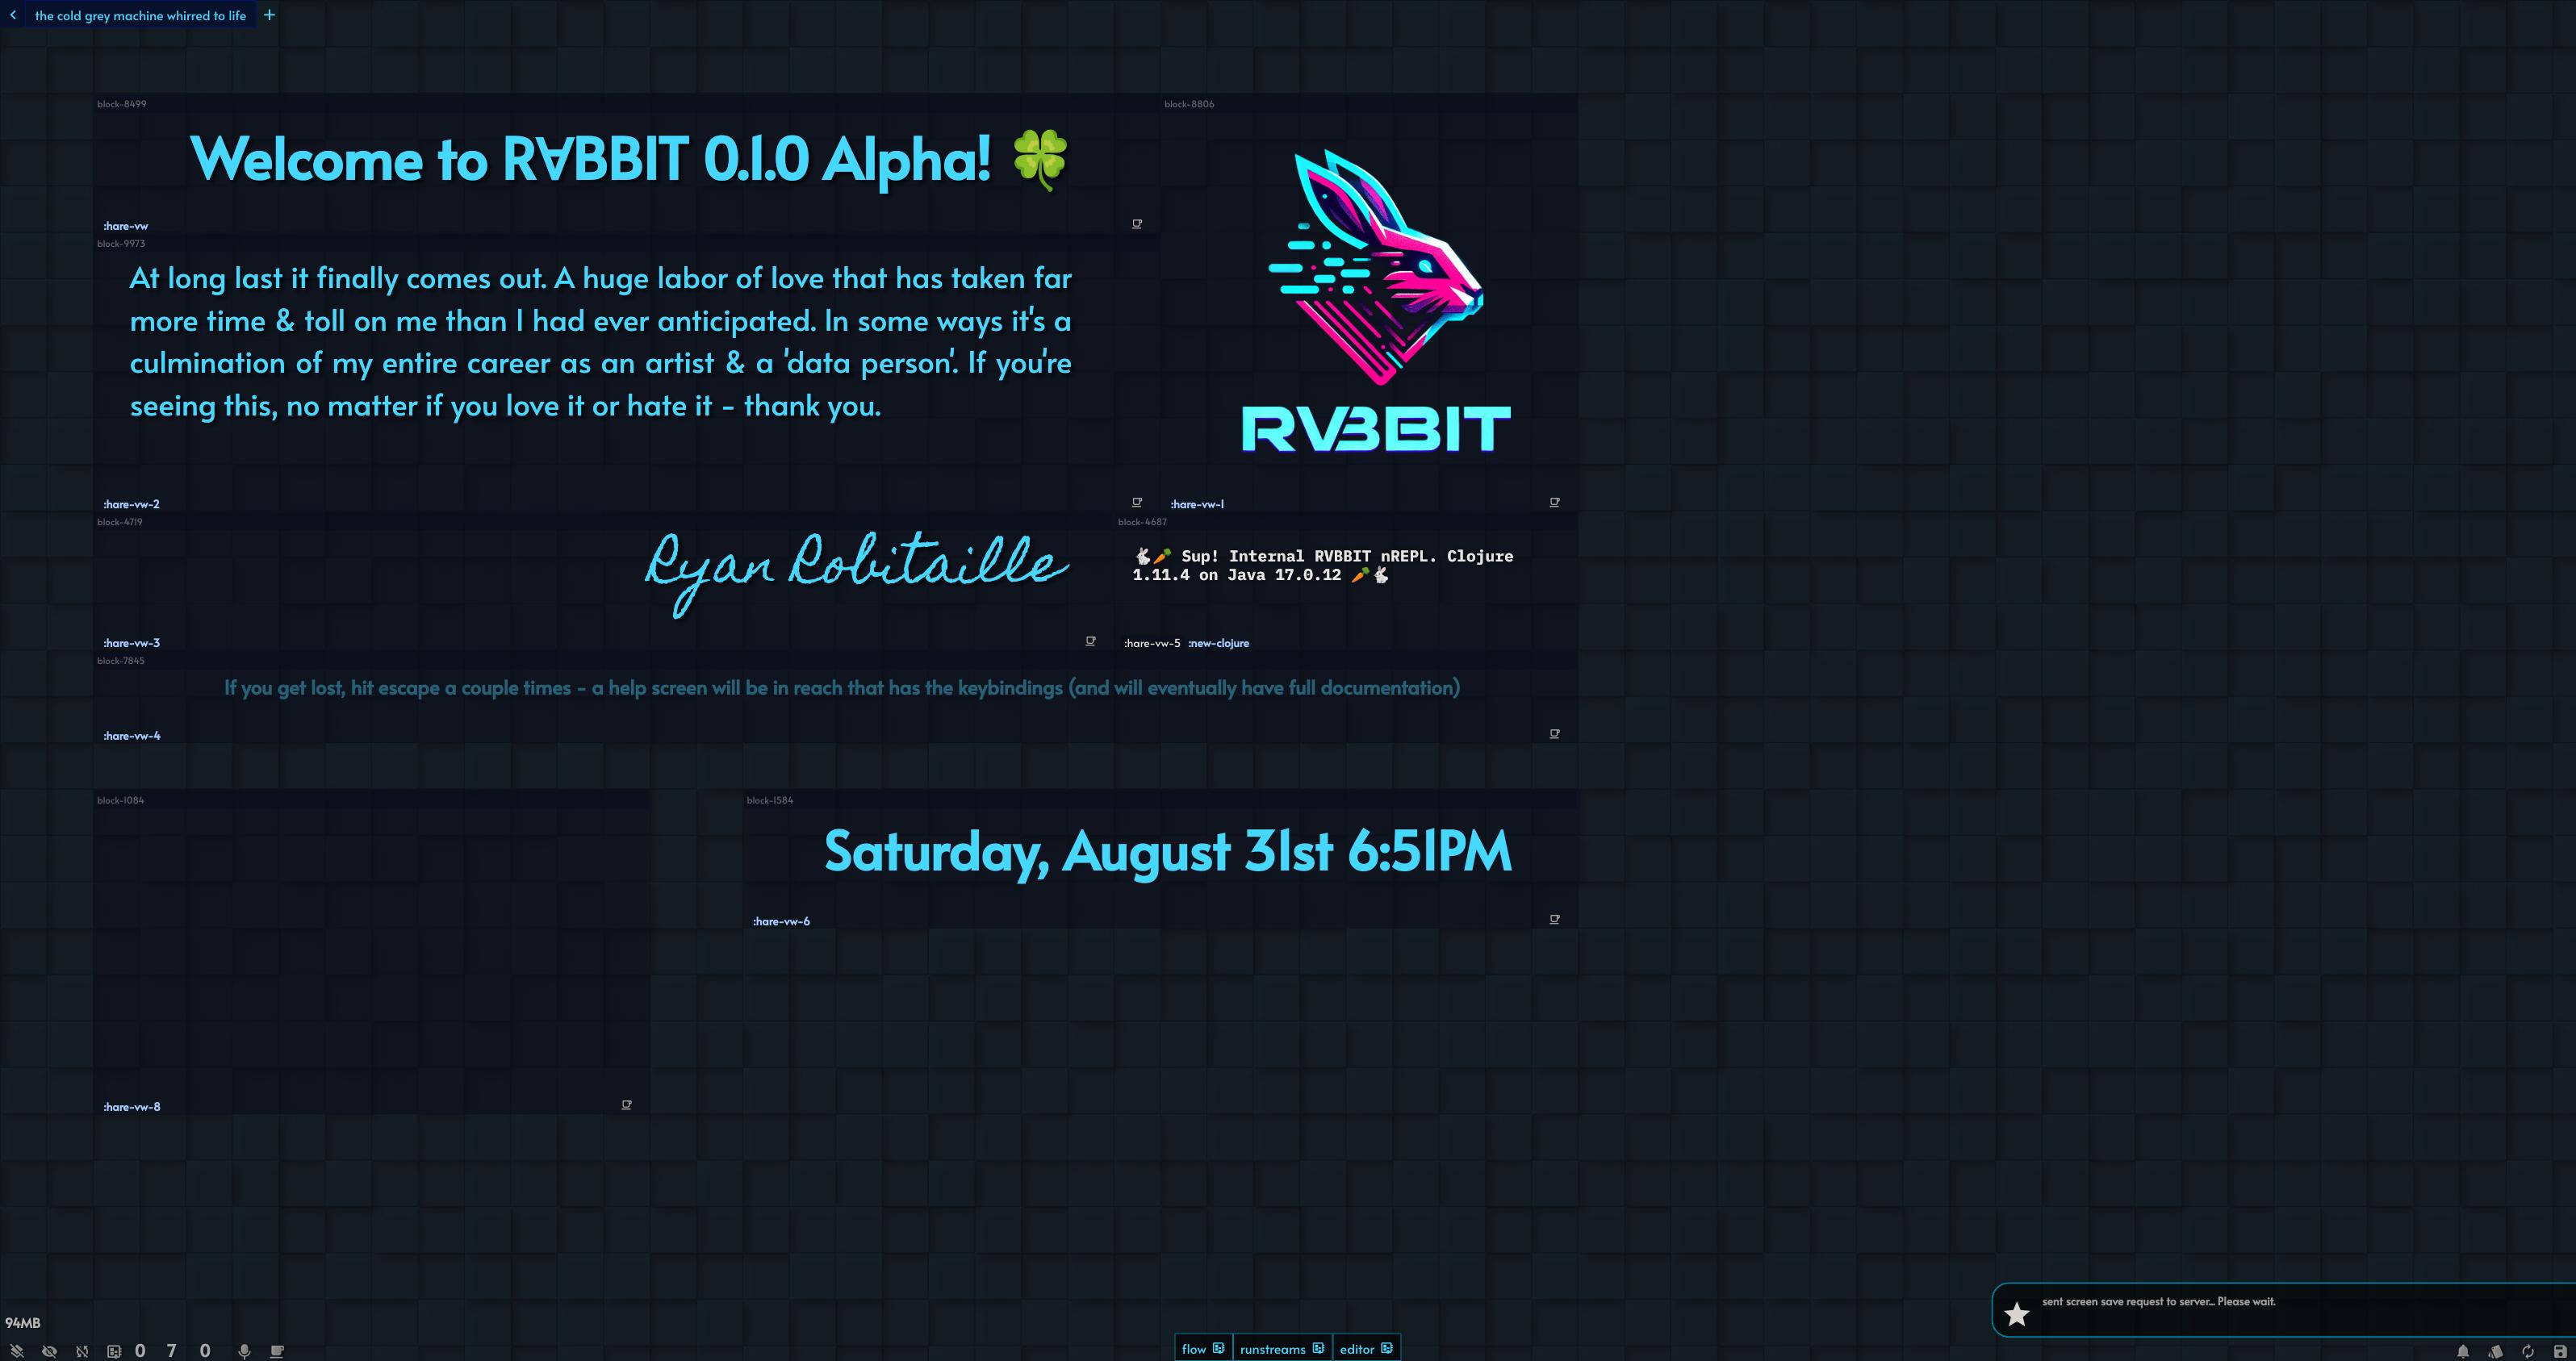 the cold grey machine whirred to life +
block-8499
Welcome to R∀BBIT 0.1.0 Alpha! 🍀
:hare-vw
block-8806
RV3BIT
:hare-vw-1
block-9973
At long last it finally comes out. A huge labor of love that has taken far
more time & toll on me than I had ever anticipated. In some ways it's a
culmination of my entire career as an artist & a 'data person'. If you're
seeing this, no matter if you love it or hate it - thank you.
:hare-vw-2
block-4719
Ryan Robitaille
:hare-vw-3
block-4687
🐇🥕 Sup! Internal RVBBIT nREPL. Clojure
1.11.4 on Java 17.0.12 🥕🐇
:hare-vw-5 :new-clojure
block-7845
If you get lost, hit escape a couple times - a help screen will be in reach that has the keybindings (and will eventually have full documentation)
:hare-vw-4
block-1084
:hare-vw-8
block-1584
Saturday, August 31st 6:51PM
:hare-vw-6
sent screen save request to server... Please wait.
94MB
0 7 0
flow runstreams editor